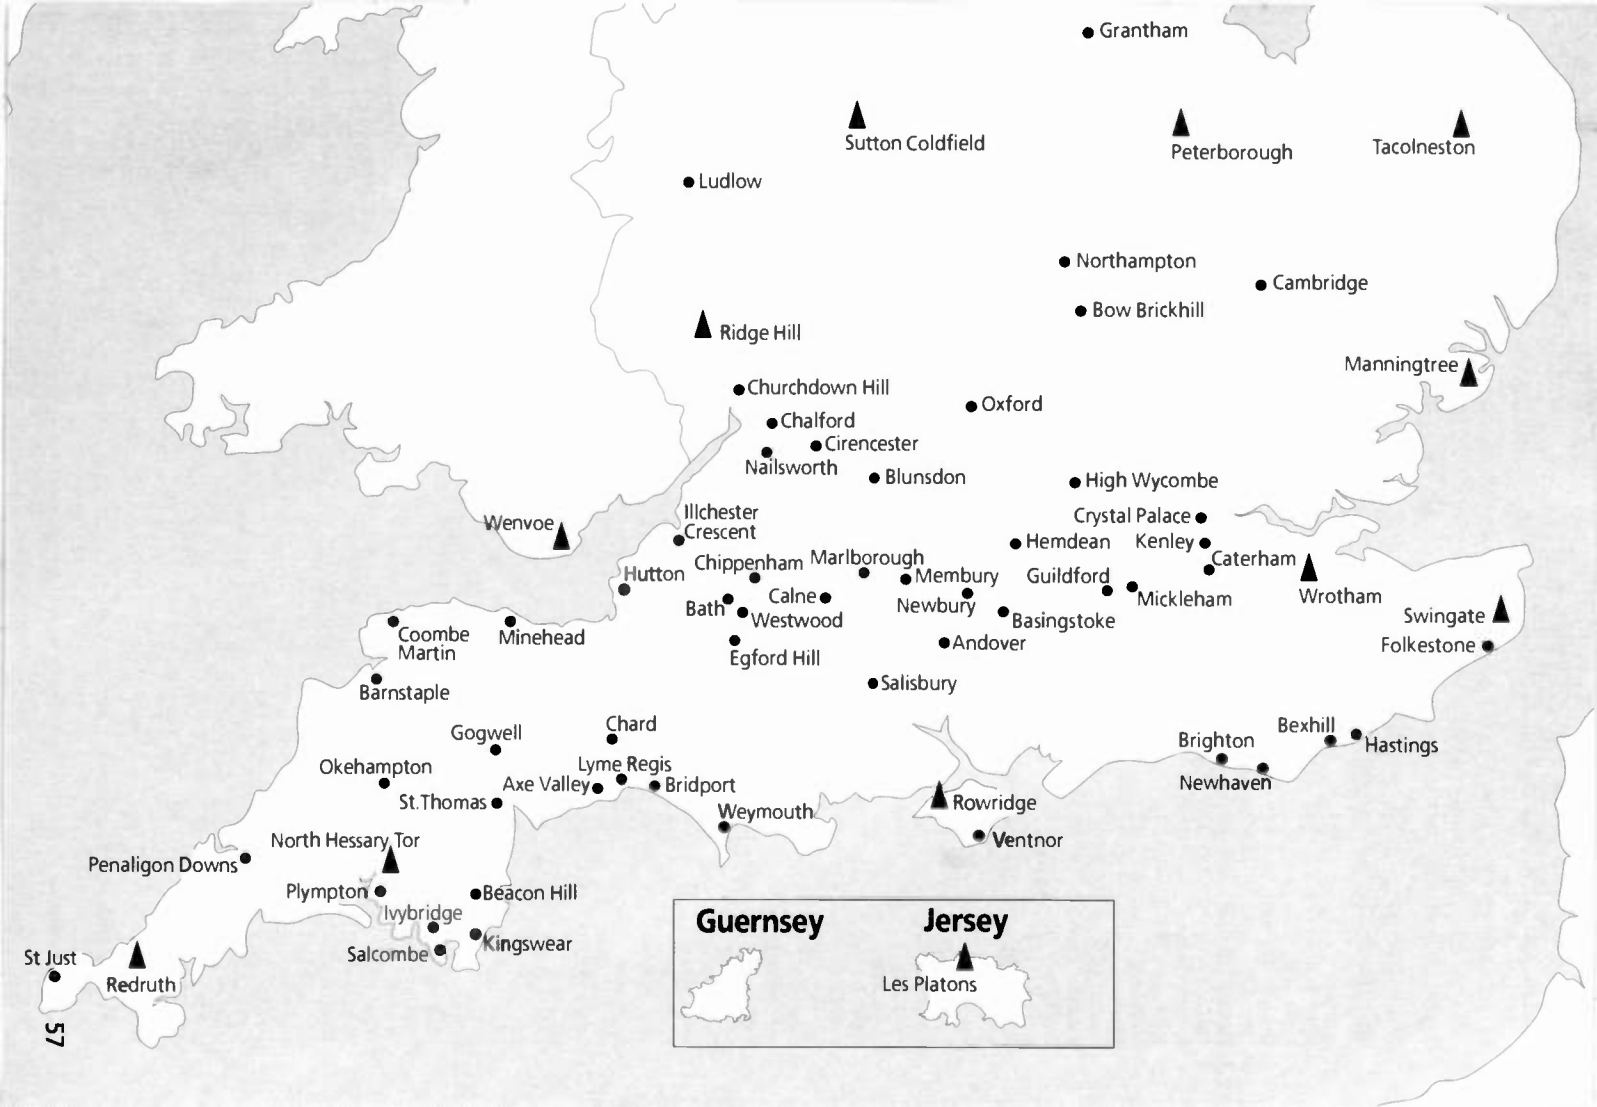 Grantham
Sutton Coldfield
Peterborough
Tacolneston
Ludlow
Northampton
Cambridge
Bow Brickhill
Ridge Hill
Manningtree
Churchdown Hill
Oxford
Chalford
Cirencester
Nailsworth
Blunsdon
High Wycombe
Illchester
Crescent
Crystal Palace
Wenvoe
Hemdean
Kenley
Chippenham
Marlborough
Caterham
Hutton
Membury
Guildford
Wrotham
Bath
Calne
Newbury
Mickleham
Westwood
Basingstoke
Swingate
Coombe
Martin
Minehead
Andover
Folkestone
Egford Hill
Barnstaple
Salisbury
Gogwell
Chard
Brighton
Bexhill
Hastings
Okehampton
Lyme Regis
Axe Valley
Bridport
Newhaven
St.Thomas
Rowridge
Weymouth
North Hessary Tor
Ventnor
Penaligon Downs
Plympton
Beacon Hill
Ivybridge
Guernsey
Jersey
Kingswear
Salcombe
St Just
Redruth
Les Platons
57